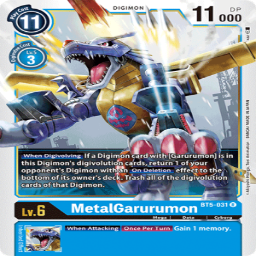 Play Cost
11
DIGIMON
11 000
DP
Lv.5
3
When Digivolving If a Digimon card with [Garurumon] is in
this Digimon's digivolution cards, return 1 of your
opponent's Digimon with an On Deletion effect to the
bottom of its owner's deck. Trash all of the digivolution
cards of that Digimon.
MetalGarurumon
BT5-031
Lv.6
Mega
Data
Cyborg
When Attacking Once Per Turn Gain 1 memory.